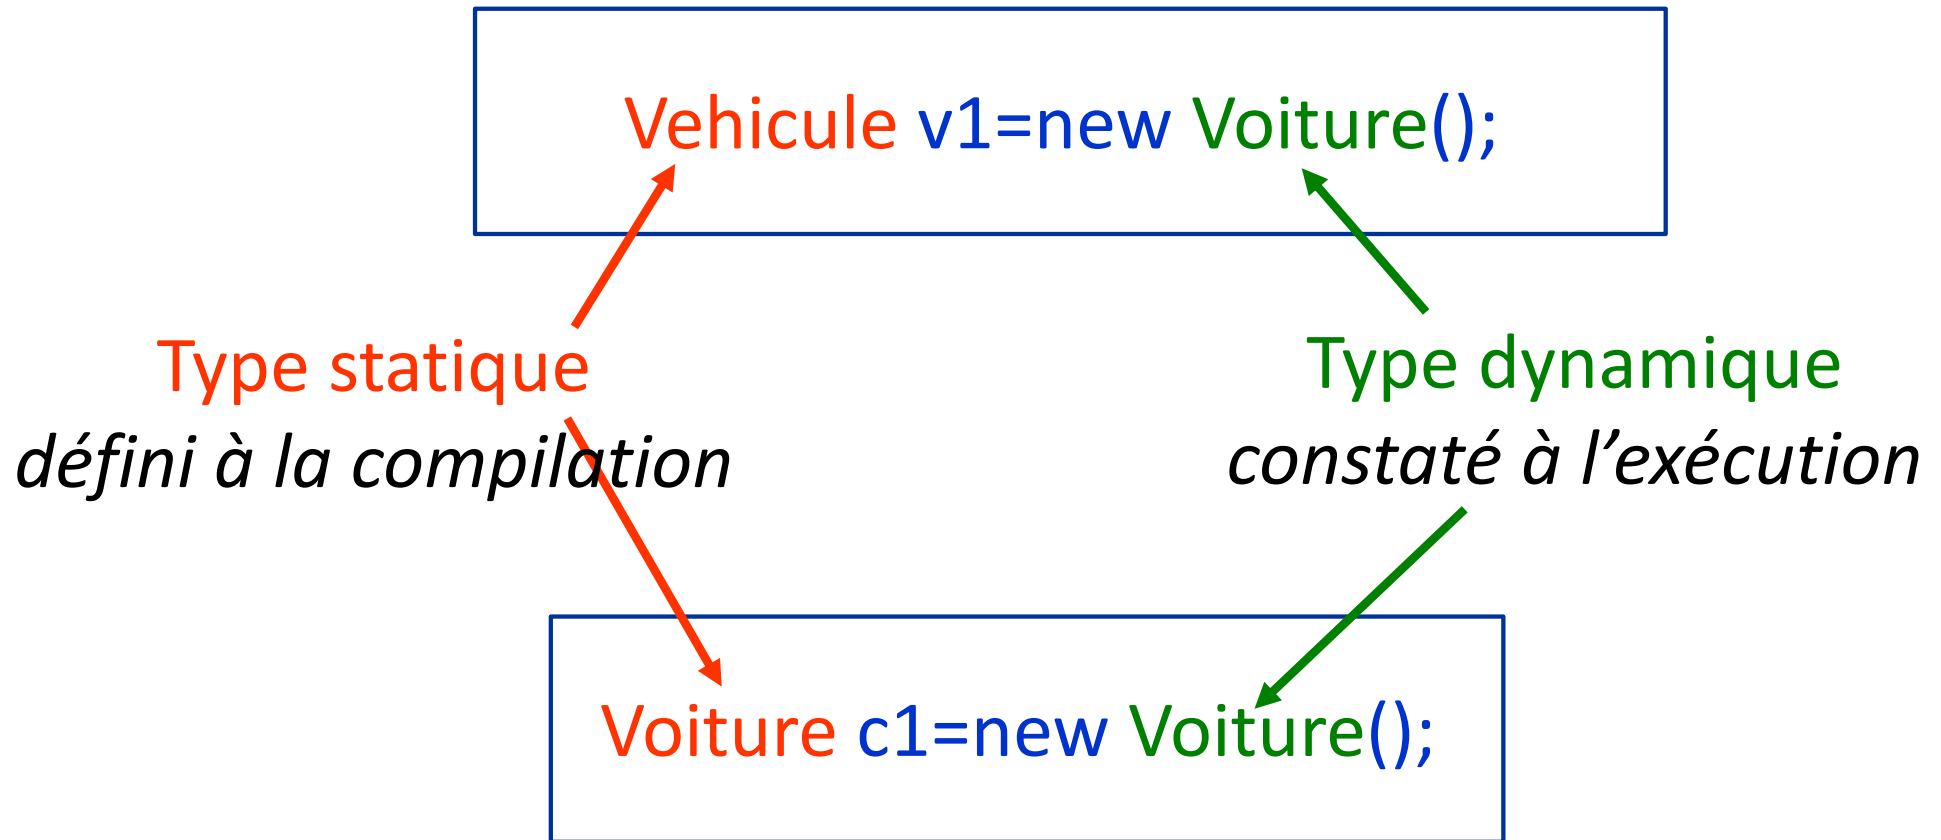 Vehicule v1=new Voiture();
Type statique
défini à la compilation
Type dynamique
constaté à l’exécution
Voiture c1=new Voiture();